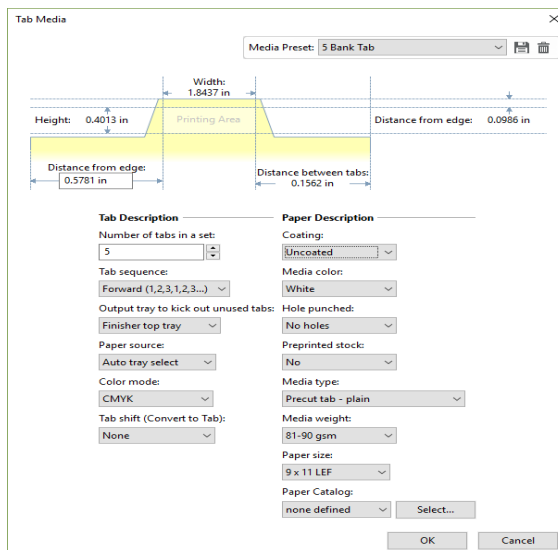 Tab Media
Media Preset: 5 Bank Tab
Width:
1.8437 in
Height: 0.4013 in
Printing Area
Distance from edge: 0.0986 in
Distance from edge:
0.5781 in
Distance between tabs:
0.1562 in
Tab Description
Number of tabs in a set:
5
Tab sequence:
Forward (1,2,3,1,2,3...)
Output tray to kick out unused tabs:
Finisher top tray
Paper source:
Auto tray select
Color mode:
CMYK
Tab shift (Convert to Tab):
None
Paper Description
Coating:
Uncoated
Media color:
White
Hole punched:
No holes
Preprinted stock:
No
Media type:
Precut tab - plain
Media weight:
81-90 gsm
Paper size:
9 x 11 LEF
Paper Catalog:
none defined
Select...
OK
Cancel